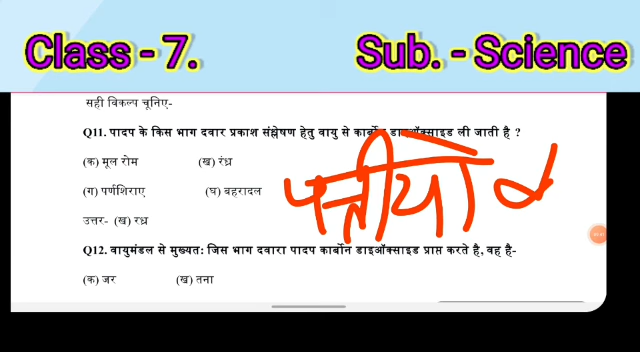 Class - 7. Sub. - Science
सही विकल्प चूनिए-
Q11. पादप के किस भाग दवार प्रकाश संश्लेषण हेतु वायु से कार्बोन डाइऑक्साइड ली जाती है ?
(क) मूल रोम (ख) रंध्र
(ग) पर्णशिराए (घ) बहरादल
उत्तर- (ख) रध्र
पत्तीयो
Q12. वायुमंडल से मुख्यत: जिस भाग दवारा पादप कार्बोन डाइऑक्साइड प्राप्त करते है, वह है-
(क) जर (ख) तना